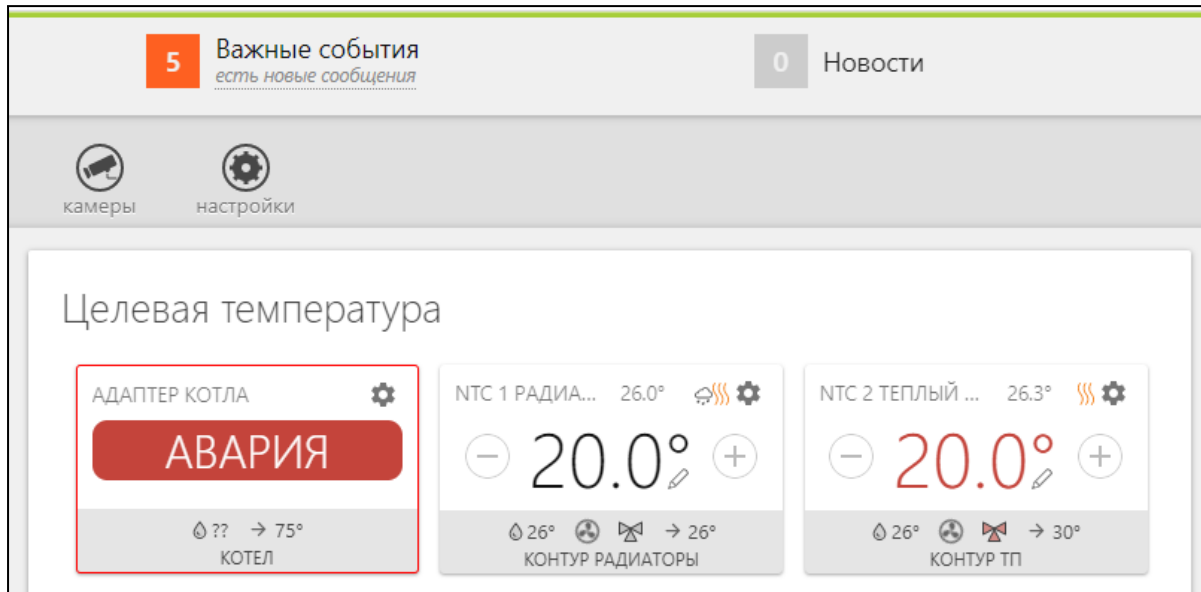 5 Важные события
есть новые сообщения
0 Новости
камеры настройки
Целевая температура
АДАПТЕР КОТЛА
АВАРИЯ
?? → 75°
КОТЕЛ
NTC 1 РАДИА... 26.0°
20.0°
26° → 26°
КОНТУР РАДИАТОРЫ
NTC 2 ТЕПЛЫЙ ... 26.3°
20.0°
26° → 30°
КОНТУР ТП